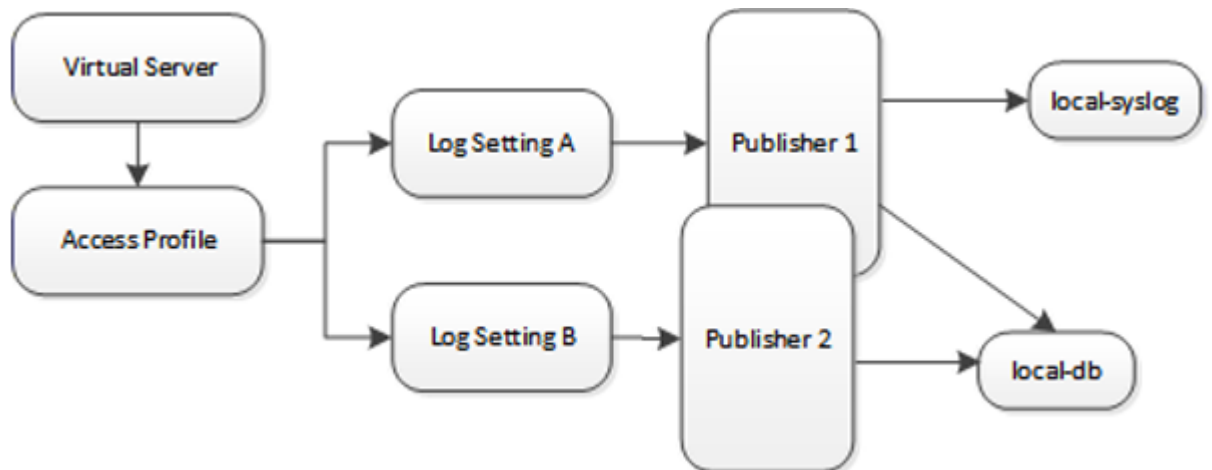 Virtual Server
Access Profile
Log Setting A
Log Setting B
Publisher 1
Publisher 2
local-syslog
local-db